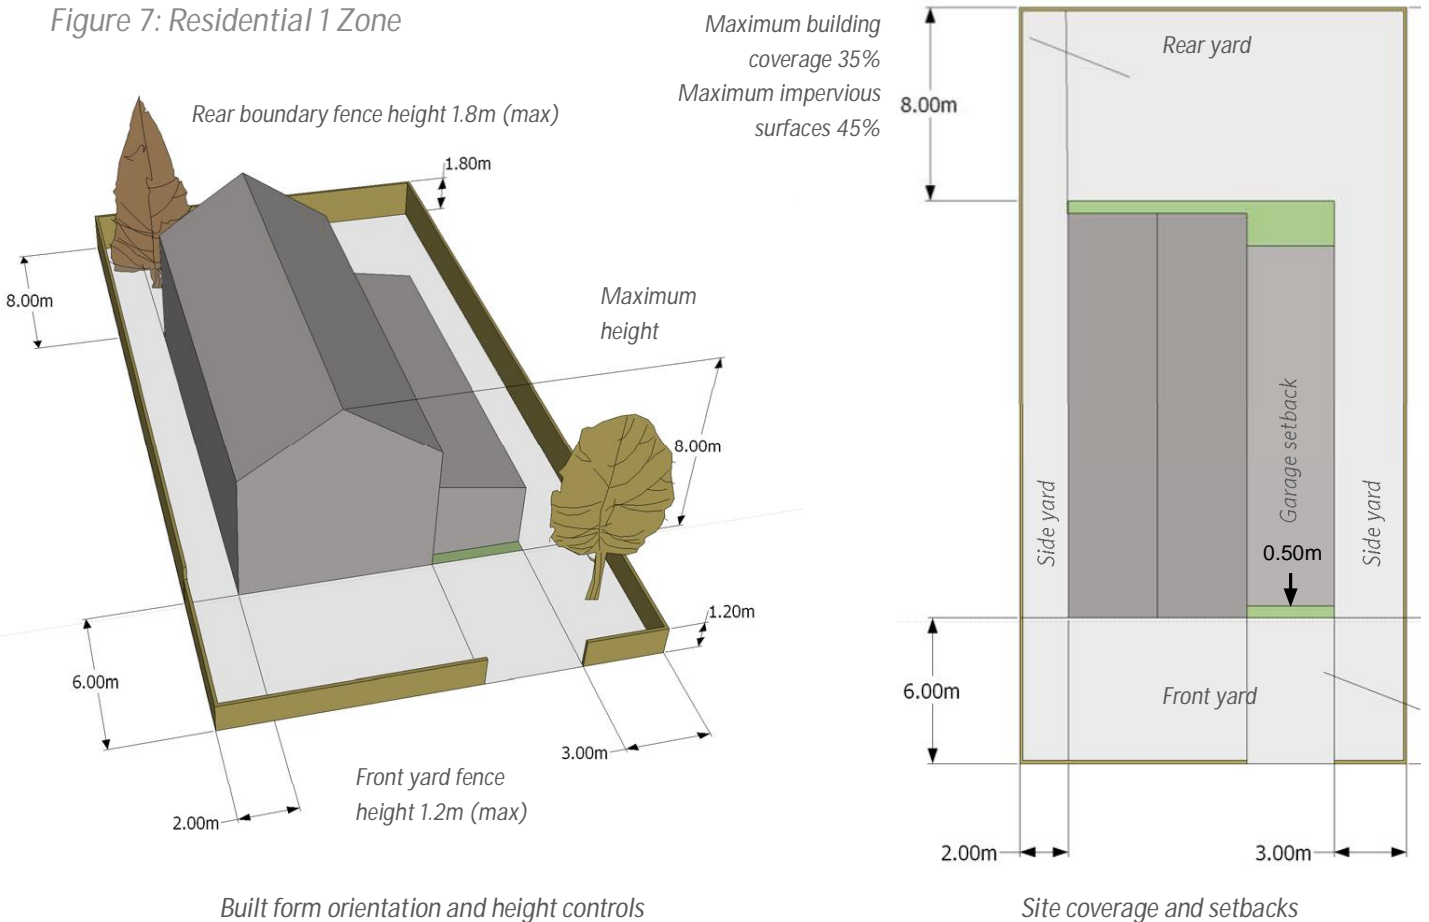 Figure 7: Residential 1 Zone
Maximum building
coverage 35%
Maximum impervious
surfaces 45%
Rear boundary fence height 1.8m (max)
1.80m
8.00m
Maximum
height
8.00m
1.20m
6.00m
3.00m
2.00m
Front yard fence
height 1.2m (max)
Built form orientation and height controls
Rear yard
8.00m
Side yard
Garage setback
Side yard
0.50m
6.00m
Front yard
2.00m
3.00m
Site coverage and setbacks